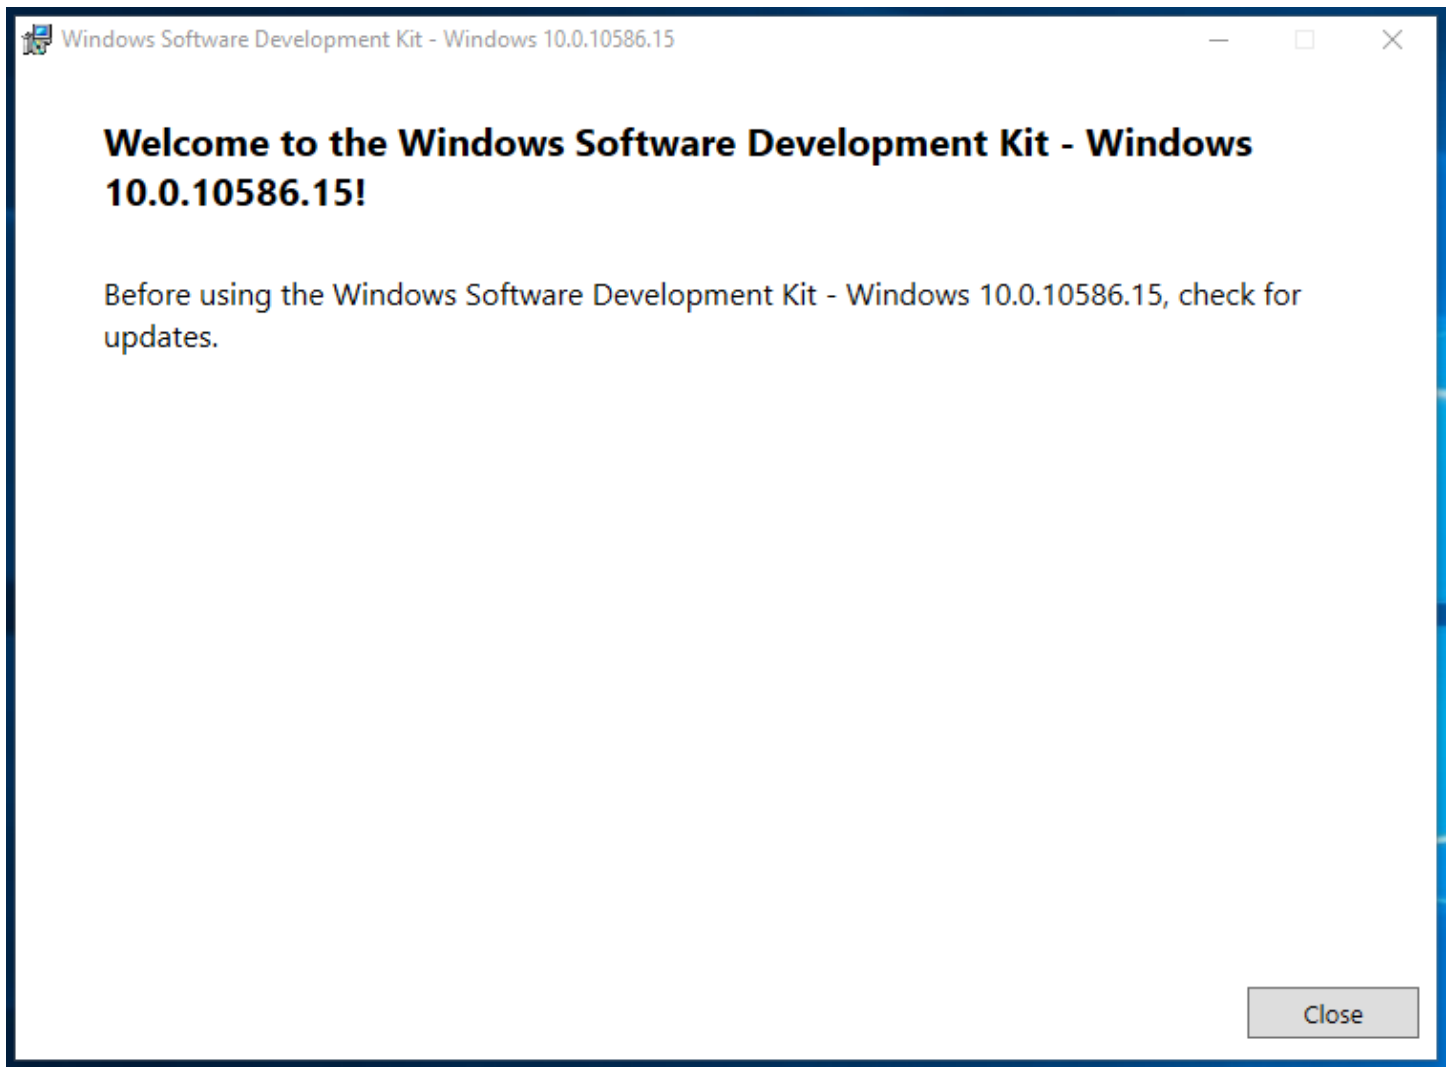 Windows Software Development Kit - Windows 10.0.10586.15
Welcome to the Windows Software Development Kit - Windows
10.0.10586.15!
Before using the Windows Software Development Kit - Windows 10.0.10586.15, check for
updates.
Close